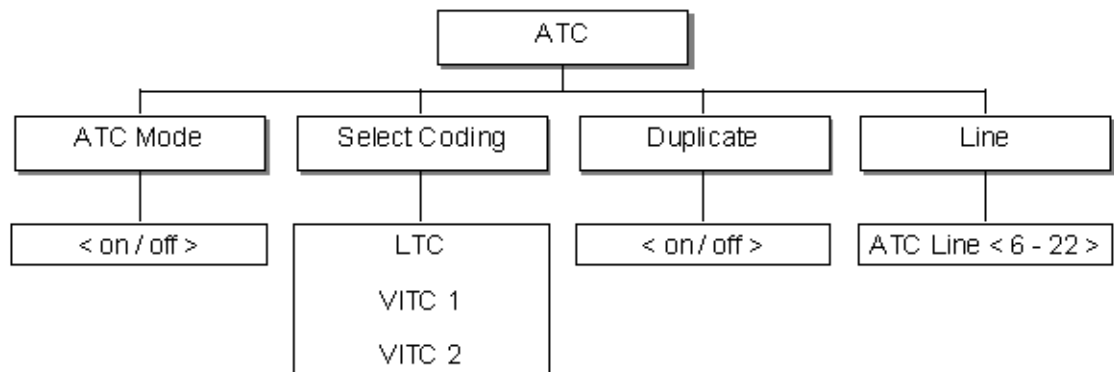 ATC
ATC Mode
Select Coding
Duplicate
Line
< on / off >
LTC
VITC 1
VITC 2
< on / off >
ATC Line < 6 - 22 >